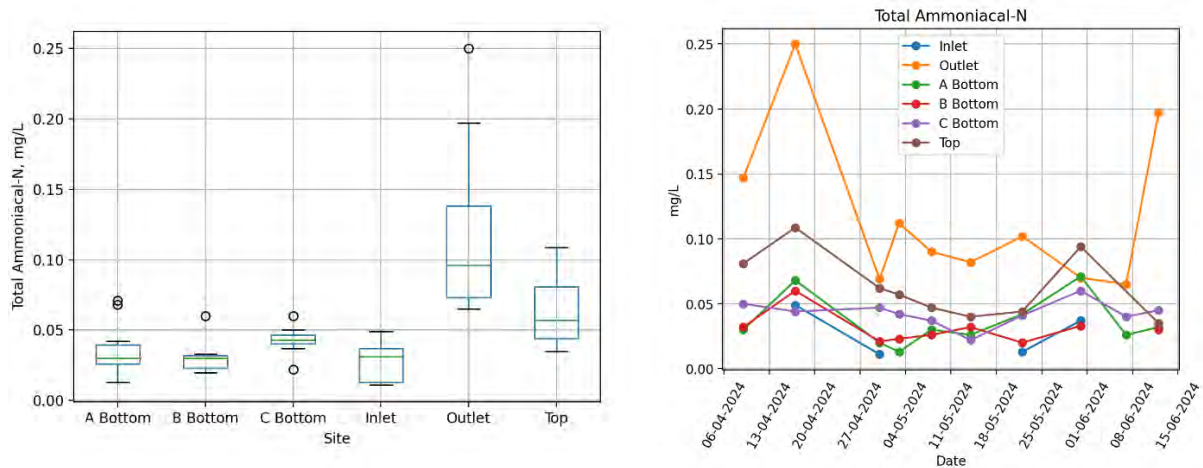 Total Ammoniacal-N, mg/L
0.25
0.20
0.15
0.10
0.05
0.00
A Bottom B Bottom C Bottom Inlet Outlet Top
Site
Total Ammoniacal-N
mg/L
0.25
0.20
0.15
0.10
0.05
0.00
Inlet
Outlet
A Bottom
B Bottom
C Bottom
Top
06-04-2024
13-04-2024
20-04-2024
27-04-2024
04-05-2024
11-05-2024
18-05-2024
25-05-2024
01-06-2024
08-06-2024
15-06-2024
Date